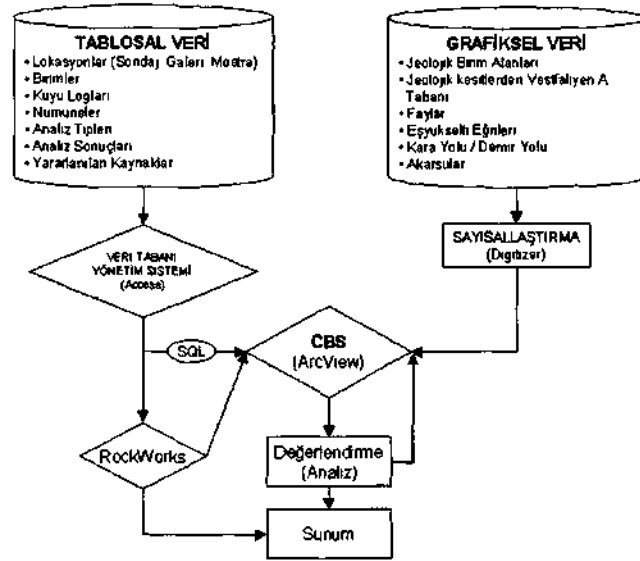 TABLOSAL VERİ
• Lokasyonlar (Sondaj Galeri Mostra)
• Birimler
• Kuyu Logları
• Numuneler
• Analiz Tipleri
• Analiz Sonuçları
• Yararlanılan Kaynaklar
GRAFİKSEL VERİ
• Jeolojik Birim Alanları
• Jeolojik kesitlerden Vestfaliyen A
Tabanı
• Faylar
• Eşyükselti Eğrileri
• Kara Yolu / Demir Yolu
• Akarsular
VERİ TABANI
YÖNETİM SİSTEMİ
(Access)
SAYISALLAŞTIRMA
(Digitizer)
SQL
CBS
(ArcView)
RockWorks
Değerlendirme
(Analiz)
Sunum